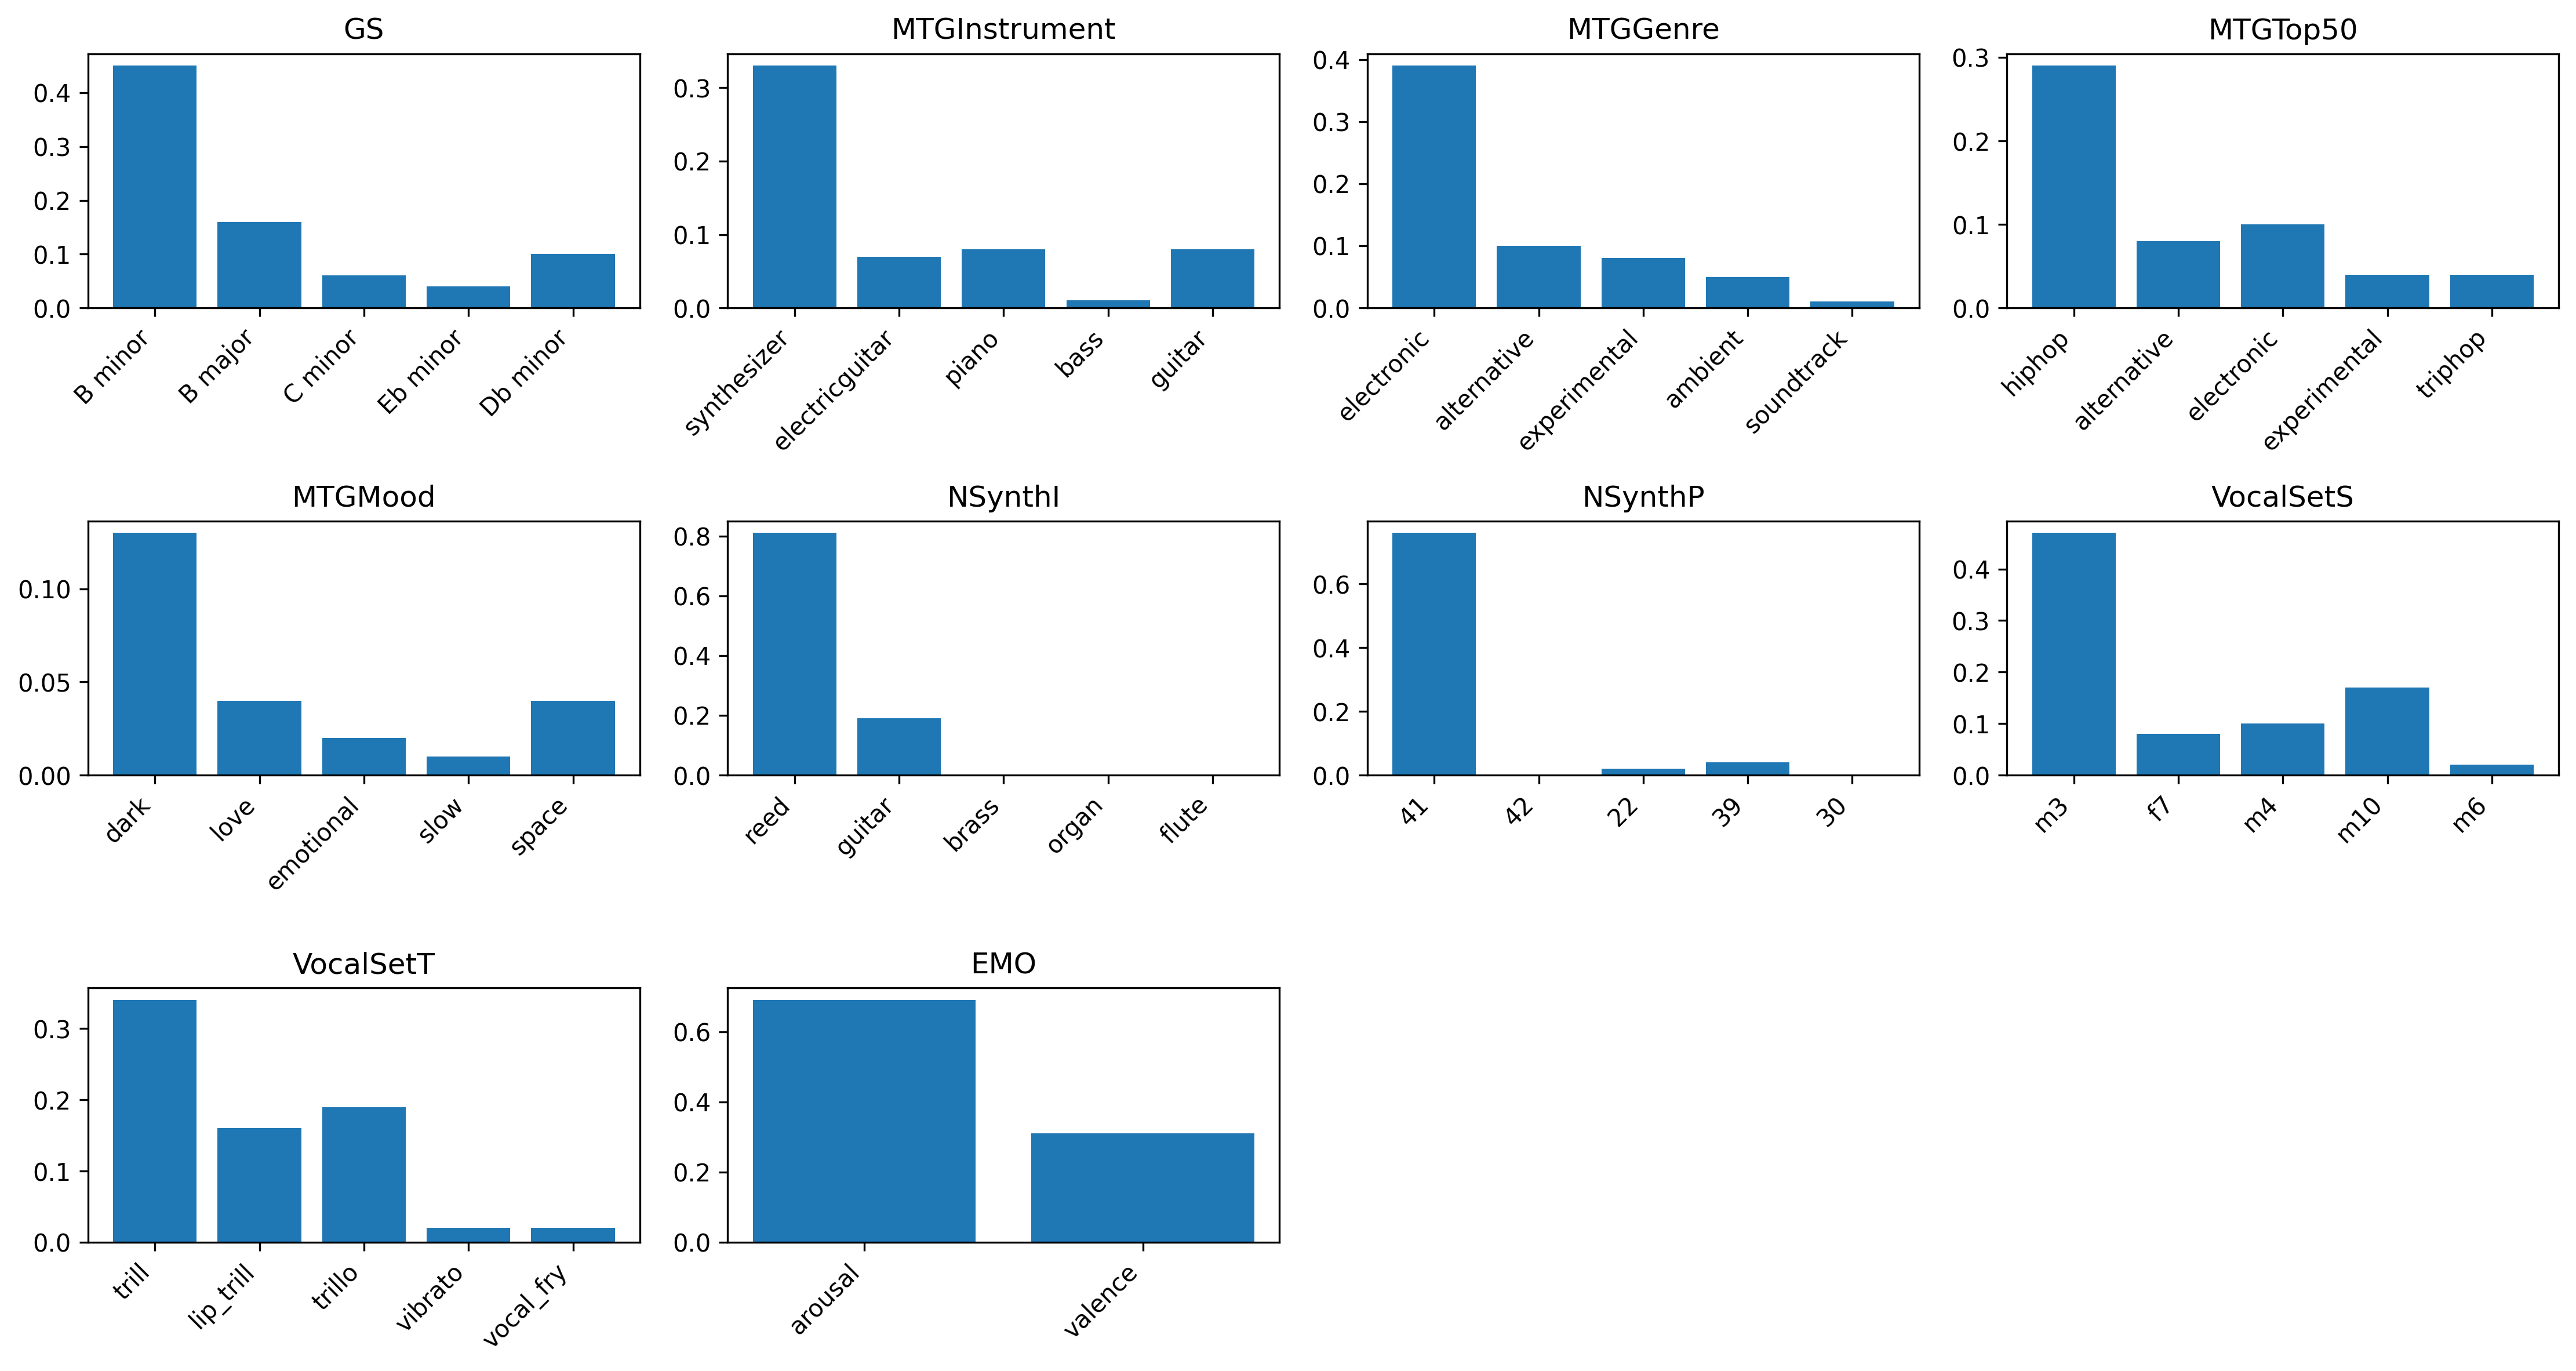 GS
0.4
0.3
0.2
0.1
0.0
B minor
B major
C minor
Eb minor
Db minor
MTGInstrument
0.3
0.2
0.1
0.0
synthesizer
electricguitar
piano
bass
guitar
MTGGenre
0.4
0.3
0.2
0.1
0.0
electronic
alternative
experimental
ambient
soundtrack
MTGTop50
0.3
0.2
0.1
0.0
hiphop
alternative
electronic
experimental
triphop
MTGMood
0.10
0.05
0.00
dark
love
emotional
slow
space
NSynthI
0.8
0.6
0.4
0.2
0.0
reed
guitar
brass
organ
flute
NSynthP
0.6
0.4
0.2
0.0
41
42
22
39
30
VocalSetS
0.4
0.3
0.2
0.1
0.0
m3
f7
m4
m10
m6
VocalSetT
0.3
0.2
0.1
0.0
trill
lip_trill
trillo
vibrato
vocal_fry
EMO
0.6
0.4
0.2
0.0
arousal
valence